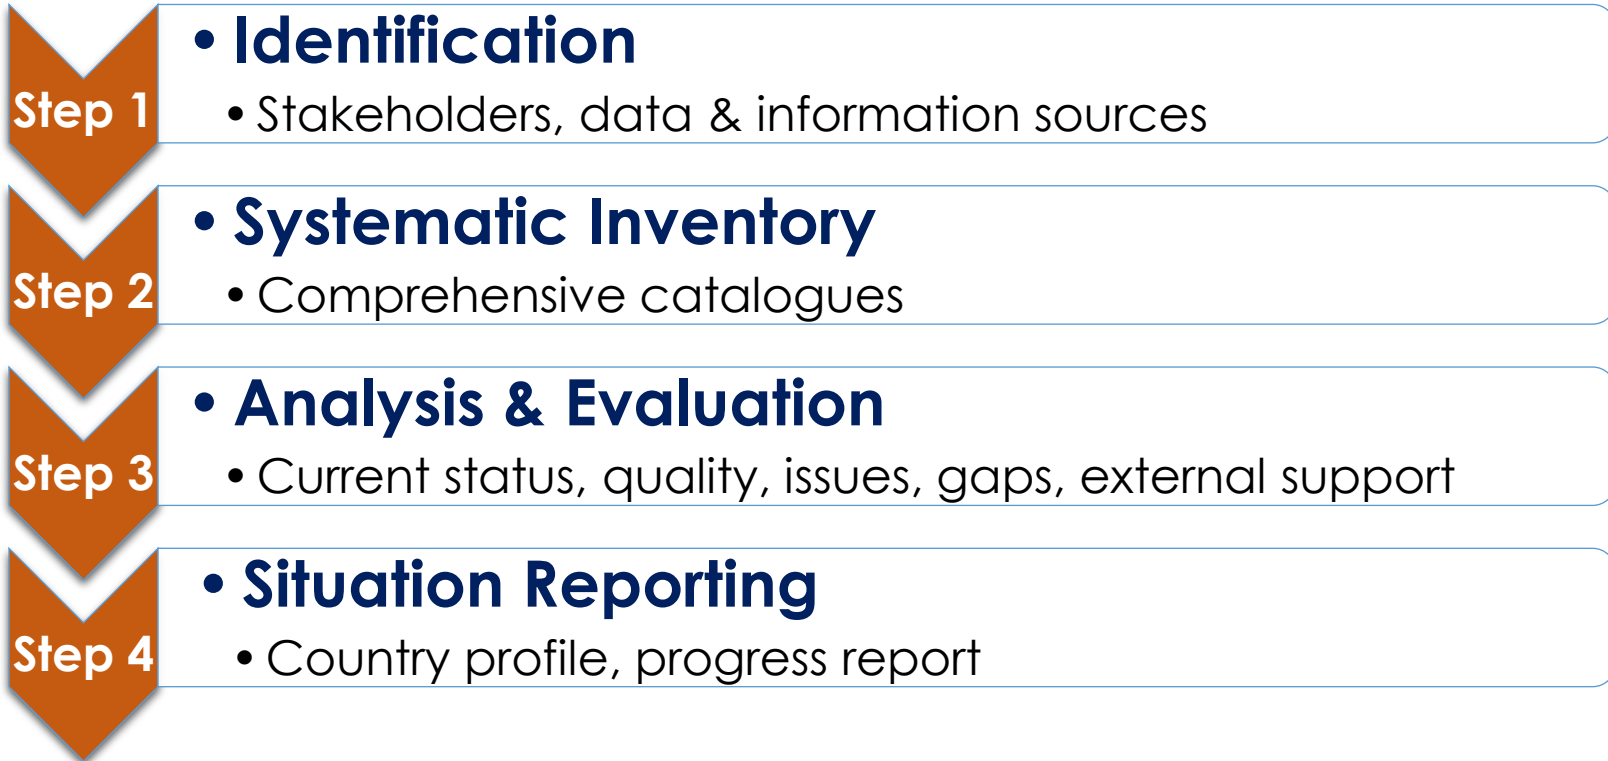 Step 1
• Identification
• Stakeholders, data & information sources
Step 2
• Systematic Inventory
• Comprehensive catalogues
Step 3
• Analysis & Evaluation
• Current status, quality, issues, gaps, external support
Step 4
• Situation Reporting
• Country profile, progress report